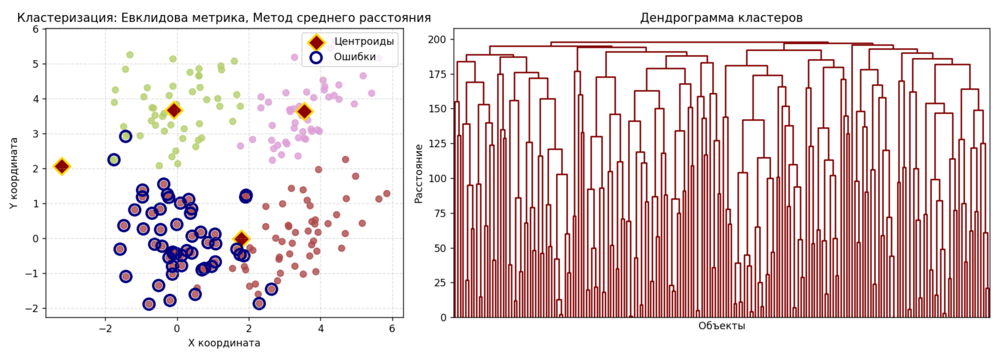 Кластеризация: Евклидова метрика, Метод среднего расстояния
Центроиды
Ошибки
6
5
4
3
2
1
0
−1
−2
Y координата
−2
0
2
4
6
X координата
Дендрограмма кластеров
200
175
150
125
100
75
50
25
0
Расстояние
Объекты